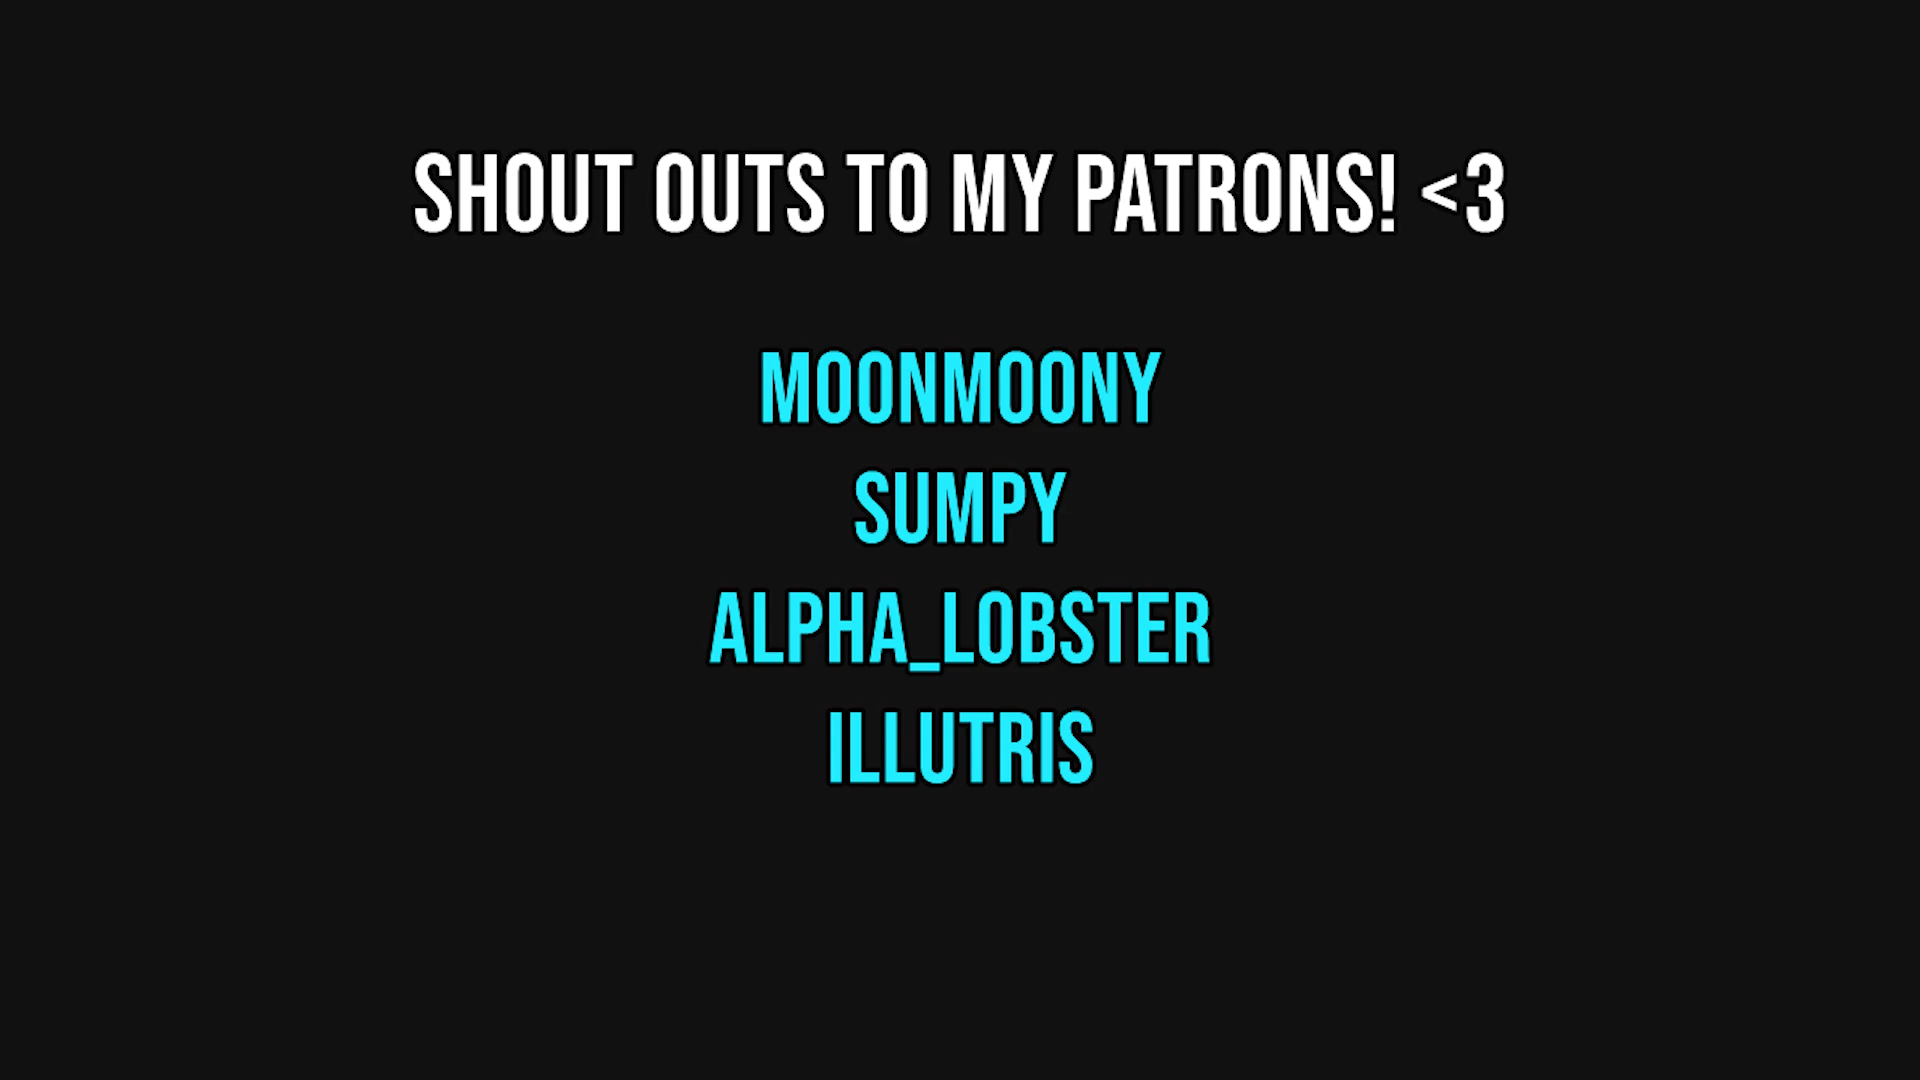 SHOUT OUTS TO MY PATRONS! <3
MOONMOONY
SUMPY
ALPHA_LOBSTER
ILLUTRIS